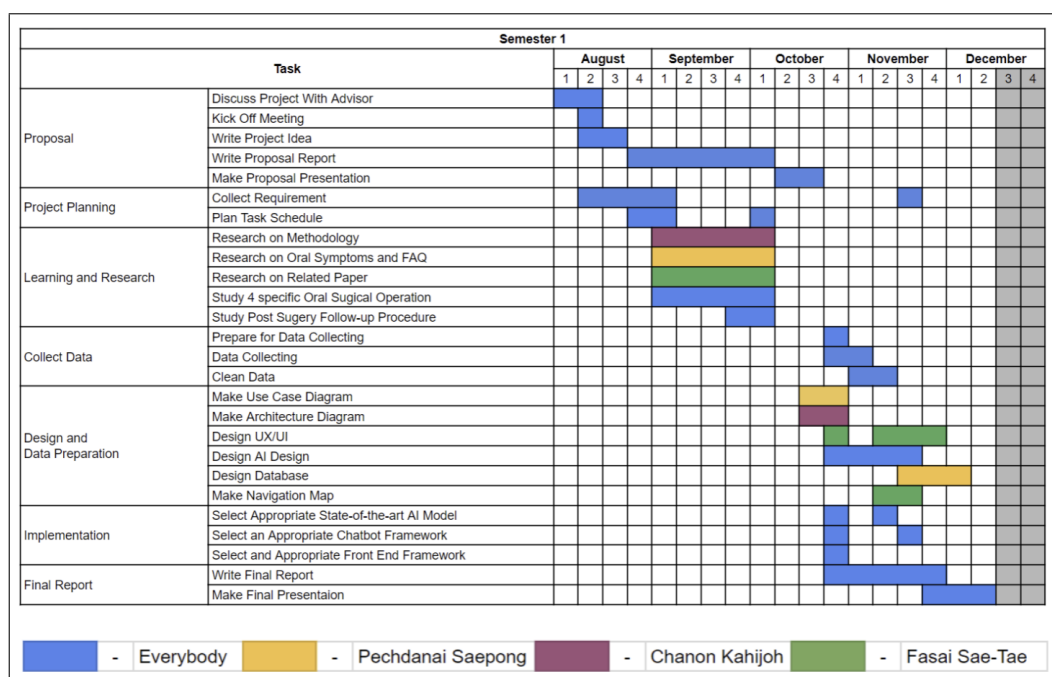 Semester 1
Task August September October November December
1 2 3 4 1 2 3 4 1 2 3 4 1 2 3 4 1 2 3 4
Proposal
Discuss Project With Advisor
Kick Off Meeting
Write Project Idea
Write Proposal Report
Make Proposal Presentation
Project Planning
Collect Requirement
Plan Task Schedule
Learning and Research
Research on Methodology
Research on Oral Symptoms and FAQ
Research on Related Paper
Study 4 specific Oral Sugical Operation
Study Post Sugery Follow-up Procedure
Collect Data
Prepare for Data Collecting
Data Collecting
Clean Data
Design and
Data Preparation
Make Use Case Diagram
Make Architecture Diagram
Design UX/UI
Design AI Design
Design Database
Make Navigation Map
Implementation
Select Appropriate State-of-the-art AI Model
Select an Appropriate Chatbot Framework
Select and Appropriate Front End Framework
Final Report
Write Final Report
Make Final Presentaion
- Everybody - Pechdanai Saepong - Chanon Kahijoh - Fasai Sae-Tae